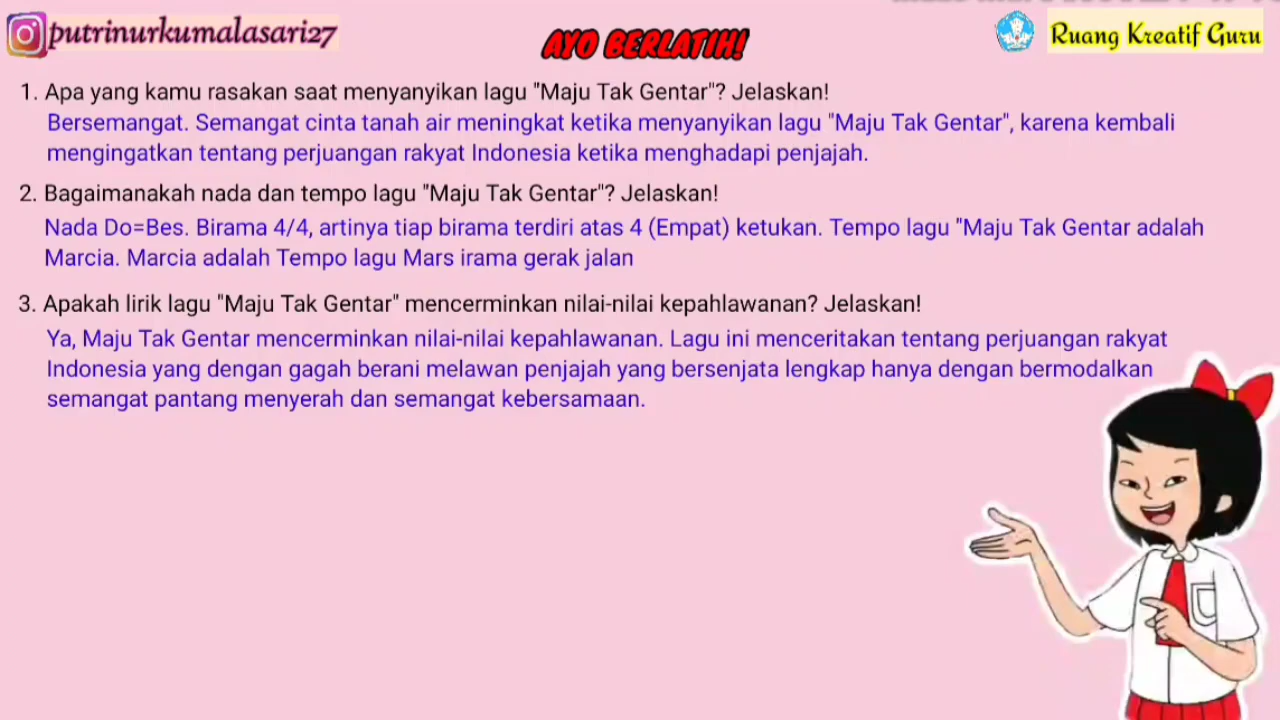 putrinurkumalasari27
AYO BERLATIH!
Ruang Kreatif Guru
1. Apa yang kamu rasakan saat menyanyikan lagu "Maju Tak Gentar"? Jelaskan!
Bersemangat. Semangat cinta tanah air meningkat ketika menyanyikan lagu "Maju Tak Gentar", karena kembali
mengingatkan tentang perjuangan rakyat Indonesia ketika menghadapi penjajah.
2. Bagaimanakah nada dan tempo lagu "Maju Tak Gentar"? Jelaskan!
Nada Do=Bes. Birama 4/4, artinya tiap birama terdiri atas 4 (Empat) ketukan. Tempo lagu "Maju Tak Gentar adalah
Marcia. Marcia adalah Tempo lagu Mars irama gerak jalan
3. Apakah lirik lagu "Maju Tak Gentar" mencerminkan nilai-nilai kepahlawanan? Jelaskan!
Ya, Maju Tak Gentar mencerminkan nilai-nilai kepahlawanan. Lagu ini menceritakan tentang perjuangan rakyat
Indonesia yang dengan gagah berani melawan penjajah yang bersenjata lengkap hanya dengan bermodalkan
semangat pantang menyerah dan semangat kebersamaan.